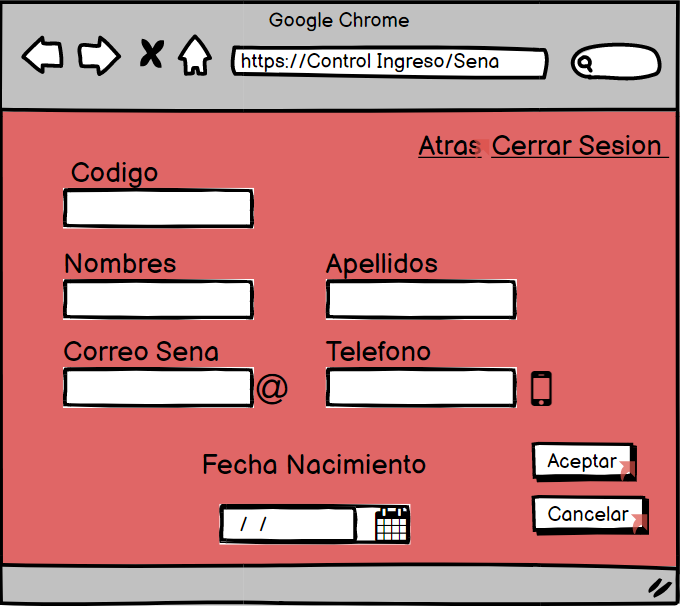 Google Chrome
https://Control Ingreso/Sena
Atras Cerrar Sesion
Codigo
Nombres Apellidos
Correo Sena Telefono
@
Fecha Nacimiento
Aceptar
/ /
Cancelar